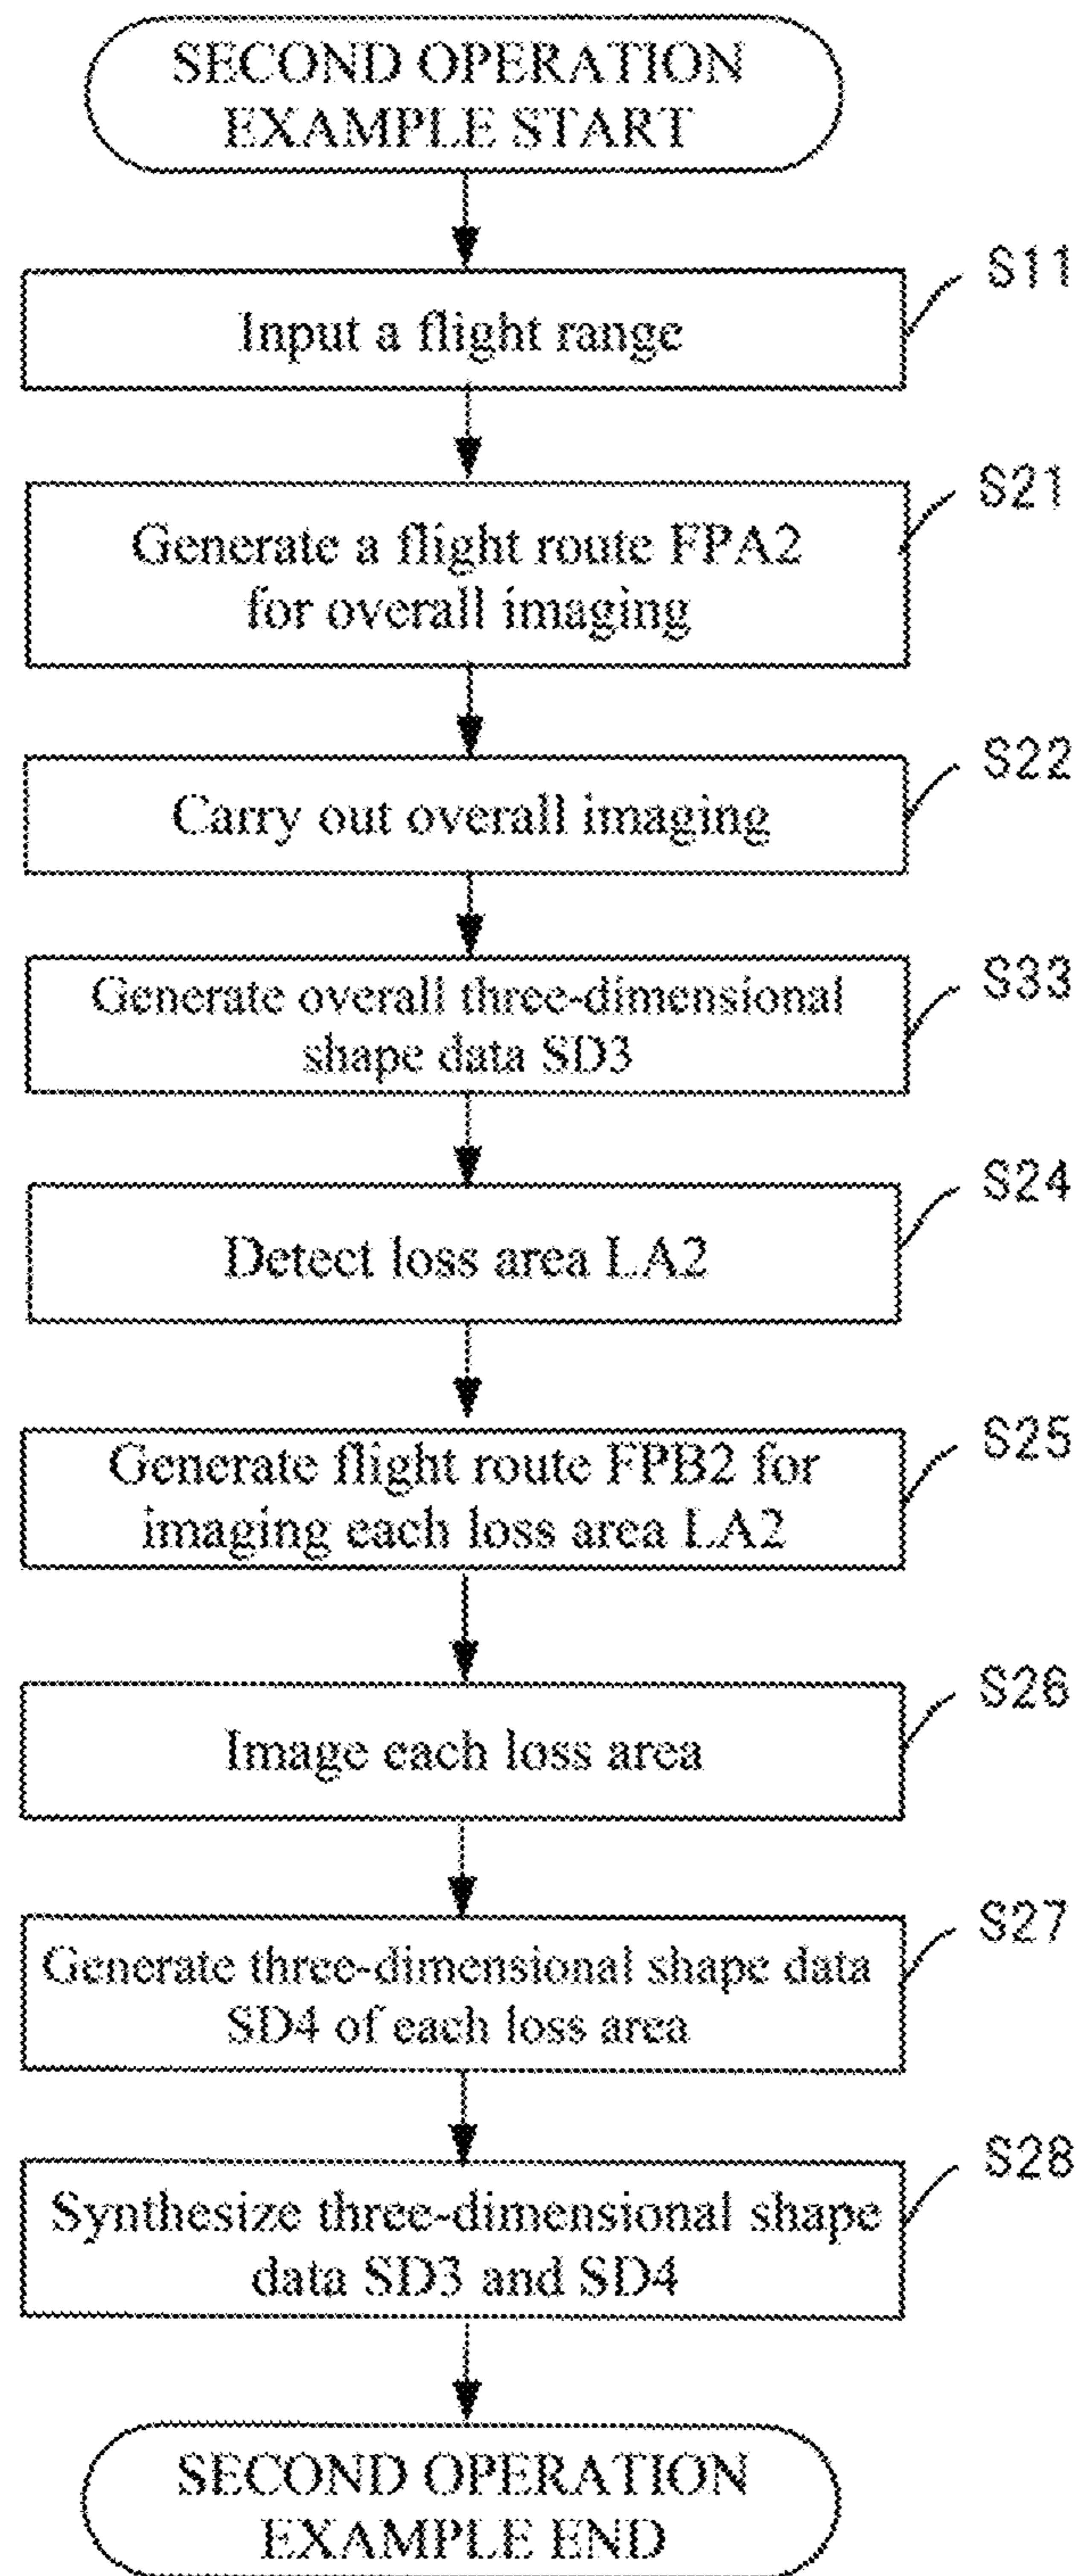 SECOND OPERATION
EXAMPLE START
S11
Input a flight range
S21
Generate a flight route FPA2
for overall imaging
S22
Carry out overall imaging
S33
Generate overall three-dimensional
shape data SD3
S24
Detect loss area LA2
S25
Generate flight route FPB2 for
imaging each loss area LA2
S26
Image each loss area
S27
Generate three-dimensional shape data
SD4 of each loss area
S28
Synthesize three-dimensional shape
data SD3 and SD4
SECOND OPERATION
EXAMPLE END